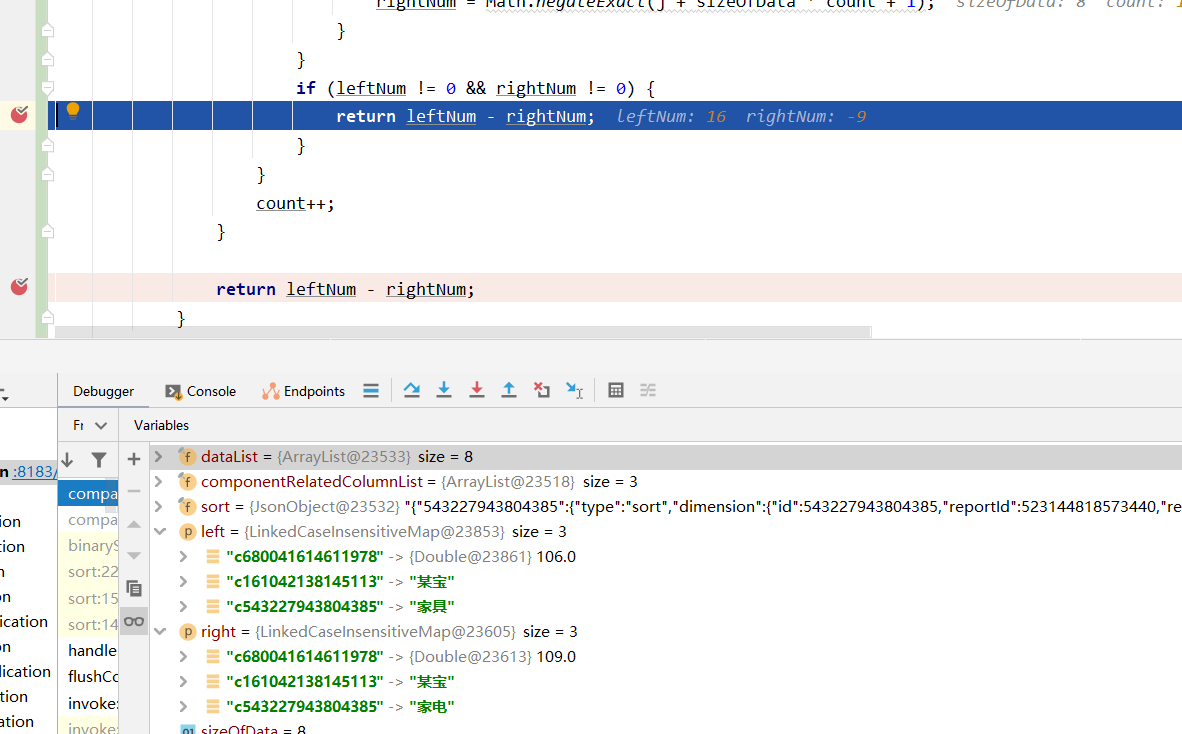 rightNum = Math.negateExact(j + sizeOfData * count + 1); sizeOfData: 8 count:
}
}
if (leftNum != 0 && rightNum != 0) {
return leftNum - rightNum; leftNum: 16 rightNum: -9
}
}
count++;
}
return leftNum - rightNum;
}
Debugger Console Endpoints
Fr Variables
n :8183/
dataList = {ArrayList@23533} size = 8
compa
componentRelatedColumnList = {ArrayList@23518} size = 3
ion compa
sort = {JsonObject@23532} "{"543227943804385":{"type":"sort","dimension":{"id":543227943804385,"reportId":523144818573440,"re
tion binaryS
left = {LinkedCaseInsensitiveMap@23853} size = 3
n sort:22
"c680041614611978" -> {Double@23861} 106.0
on sort:15
"c161042138145113" -> "某宝"
ication sort:14
"c543227943804385" -> "家具"
on handle
right = {LinkedCaseInsensitiveMap@23605} size = 3
lication flushCo
"c680041614611978" -> {Double@23613} 109.0
tion invoke:
"c161042138145113" -> "某宝"
ation invoke:
"c543227943804385" -> "家电"
01 sizeOfData = 8